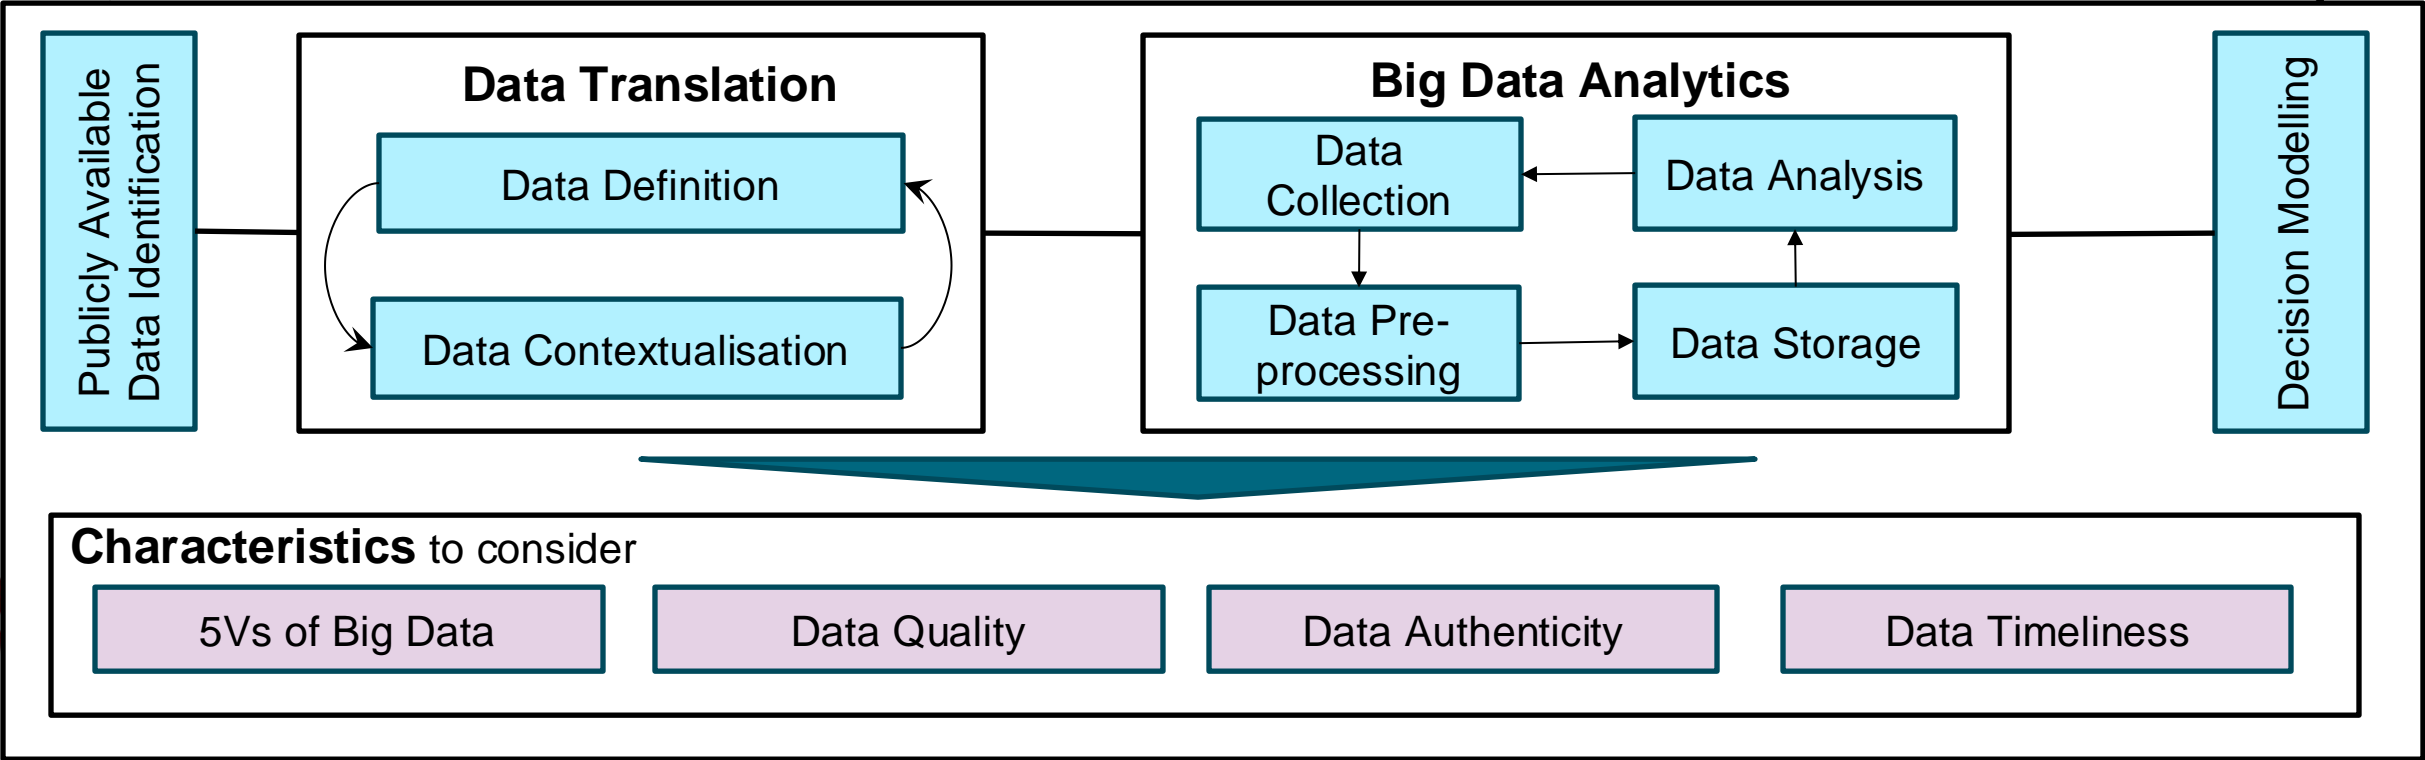 Publicly Available
Data Identification
Data Translation
Data Definition
Data Contextualisation
Big Data Analytics
Data
Collection
Data Analysis
Data Pre-
processing
Data Storage
Decision Modelling
Characteristics to consider
5Vs of Big Data
Data Quality
Data Authenticity
Data Timeliness